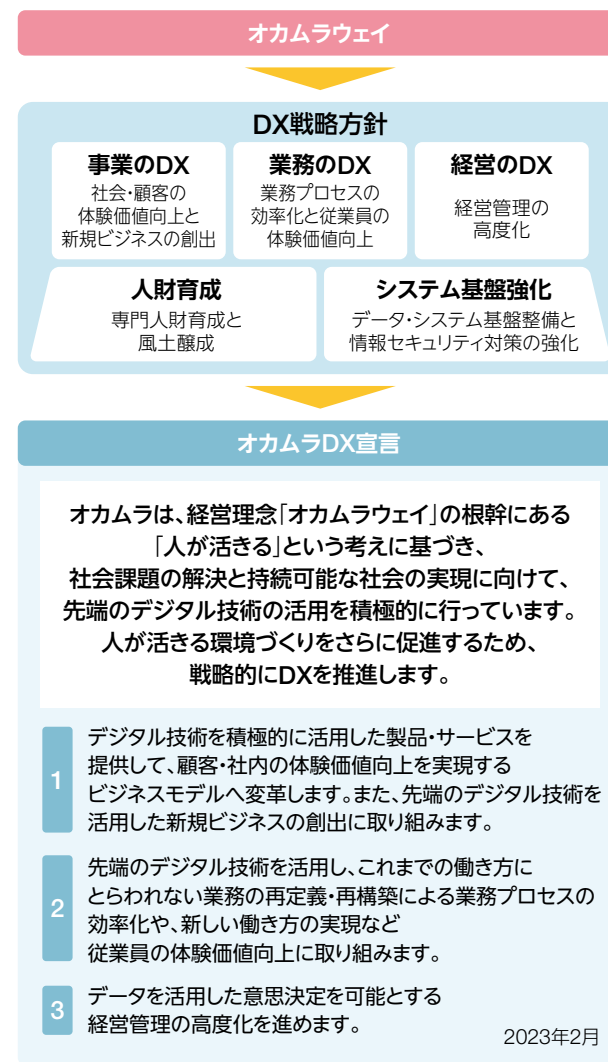 オカムラウェイ
DX戦略方針
事業のDX
社会・顧客の
体験価値向上と
新規ビジネスの創出
業務のDX
業務プロセスの
効率化と従業員の
体験価値向上
経営のDX
経営管理の
高度化
人財育成
専門人財育成と
風土醸成
システム基盤強化
データ・システム基盤整備と
情報セキュリティ対策の強化
オカムラDX宣言
オカムラは、経営理念「オカムラウェイ」の根幹にある
「人が活きる」という考えに基づき、
社会課題の解決と持続可能な社会の実現に向けて、
先端のデジタル技術の活用を積極的に行っています。
人が活きる環境づくりをさらに促進するため、
戦略的にDXを推進します。
1
デジタル技術を積極的に活用した製品・サービスを
提供して、顧客・社内の体験価値向上を実現する
ビジネスモデルへ変革します。また、先端のデジタル技術を
活用した新規ビジネスの創出に取り組みます。
2
先端のデジタル技術を活用し、これまでの働き方に
とらわれない業務の再定義・再構築による業務プロセスの
効率化や、新しい働き方の実現など
従業員の体験価値向上に取り組みます。
3
データを活用した意思決定を可能とする
経営管理の高度化を進めます。
2023年2月